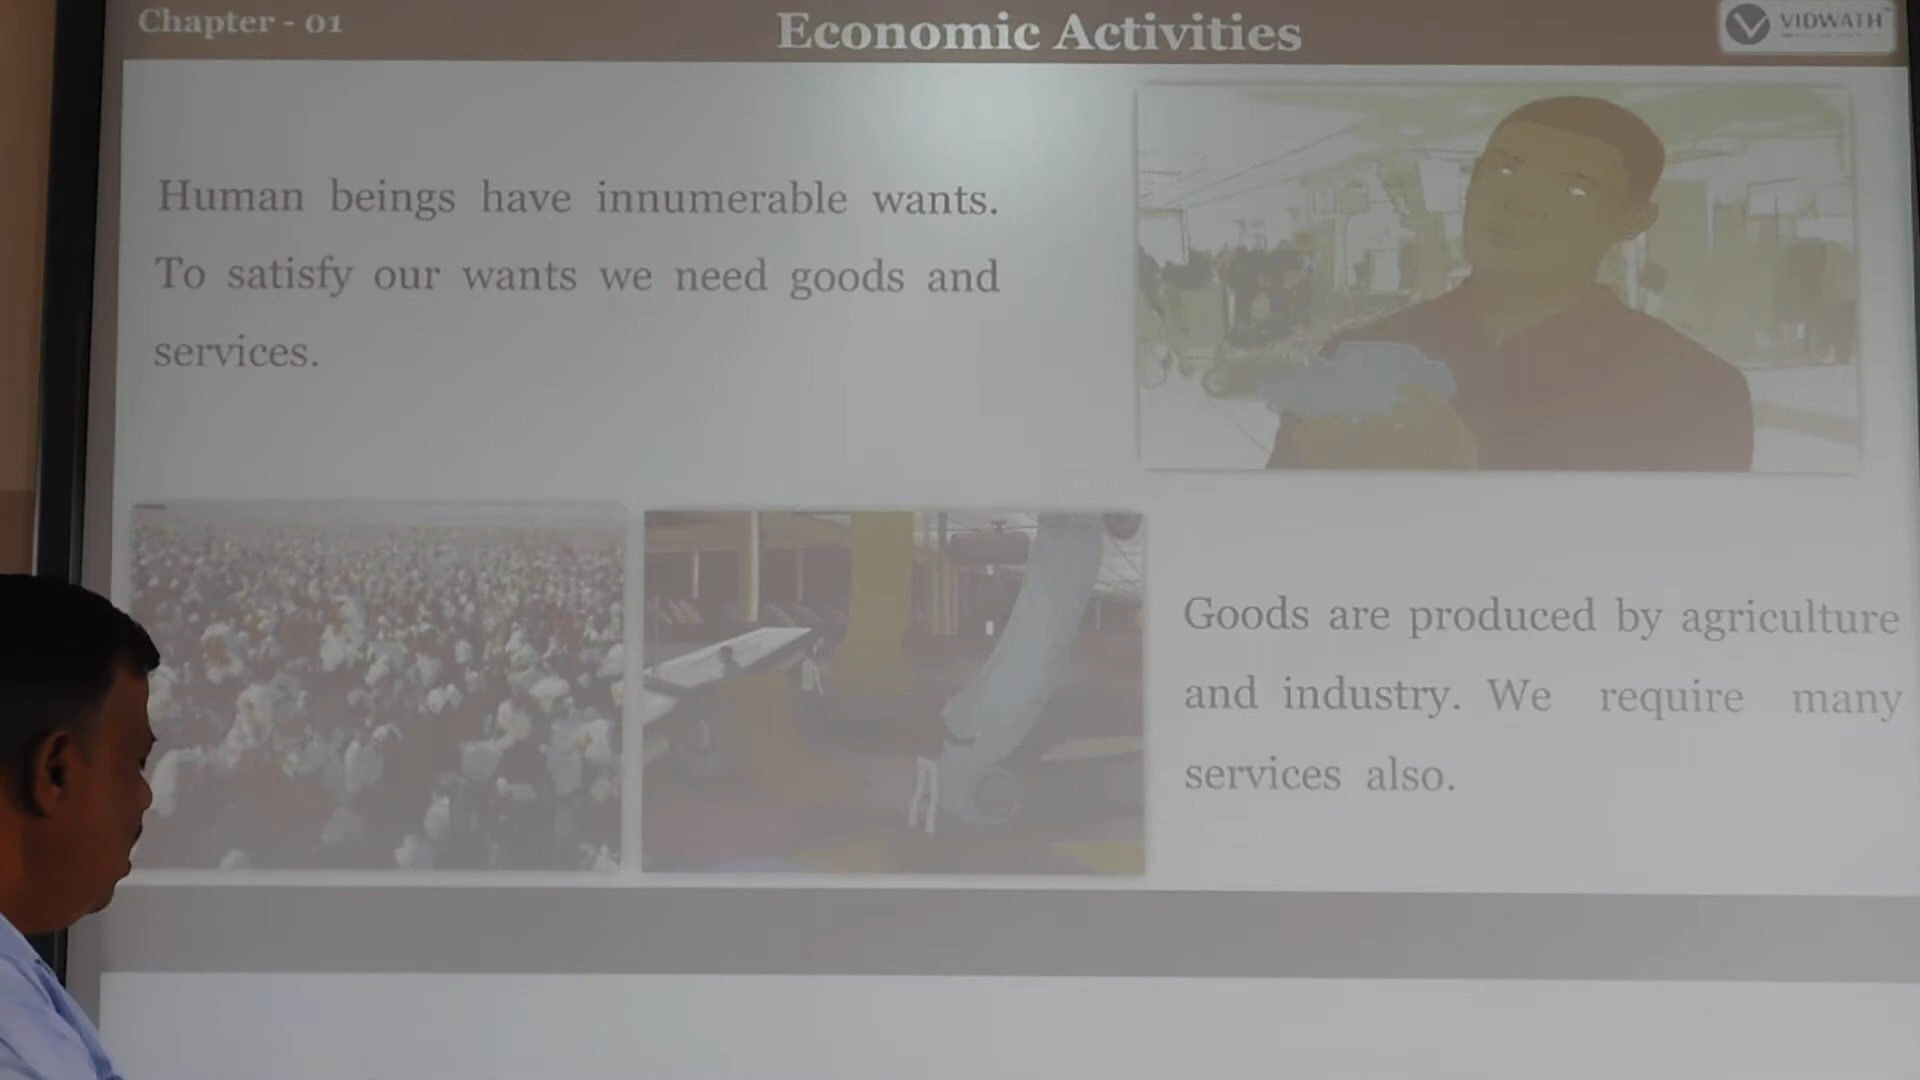 Chapter - 01
Economic Activities
VIDWATH
Human beings have innumerable wants.
To satisfy our wants we need goods and
services.
Goods are produced by agriculture
and industry. We require many
services also.